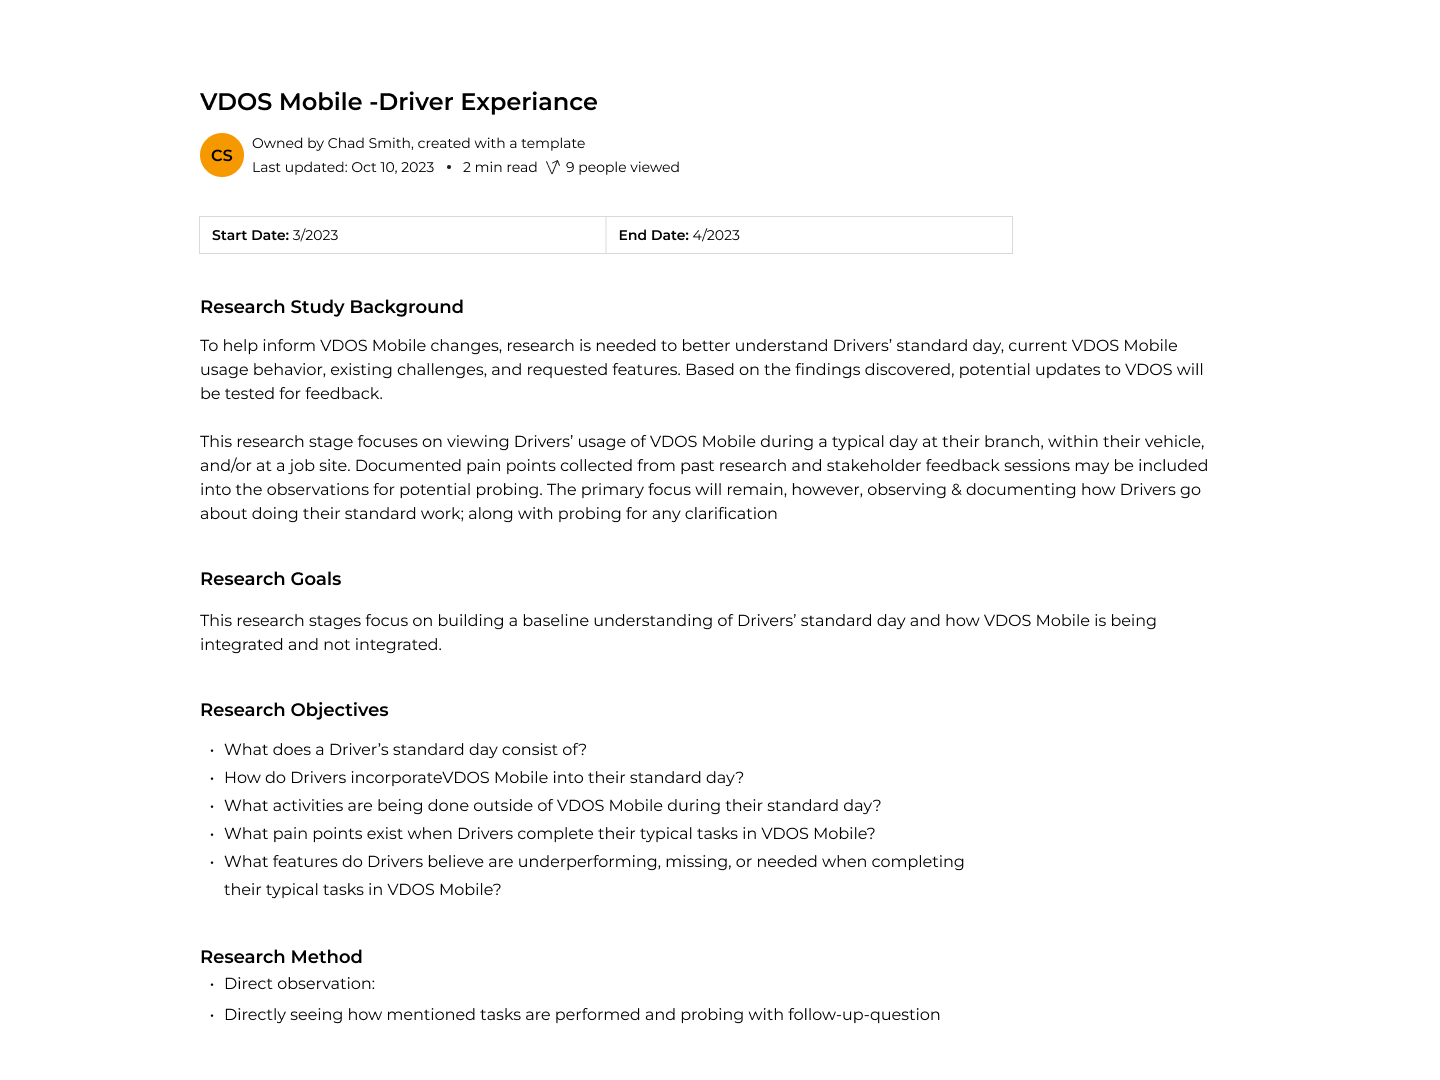 VDOS Mobile -Driver Experiance
CS
Owned by Chad Smith, created with a template
Last updated: Oct 10, 2023 • 2 min read 9 people viewed
Start Date: 3/2023 End Date: 4/2023
Research Study Background
To help inform VDOS Mobile changes, research is needed to better understand Drivers’ standard day, current VDOS Mobile
usage behavior, existing challenges, and requested features. Based on the findings discovered, potential updates to VDOS will
be tested for feedback.
This research stage focuses on viewing Drivers’ usage of VDOS Mobile during a typical day at their branch, within their vehicle,
and/or at a job site. Documented pain points collected from past research and stakeholder feedback sessions may be included
into the observations for potential probing. The primary focus will remain, however, observing & documenting how Drivers go
about doing their standard work; along with probing for any clarification
Research Goals
This research stages focus on building a baseline understanding of Drivers’ standard day and how VDOS Mobile is being
integrated and not integrated.
Research Objectives
• What does a Driver’s standard day consist of?
• How do Drivers incorporateVDOS Mobile into their standard day?
• What activities are being done outside of VDOS Mobile during their standard day?
• What pain points exist when Drivers complete their typical tasks in VDOS Mobile?
• What features do Drivers believe are underperforming, missing, or needed when completing
their typical tasks in VDOS Mobile?
Research Method
• Direct observation:
• Directly seeing how mentioned tasks are performed and probing with follow-up-question